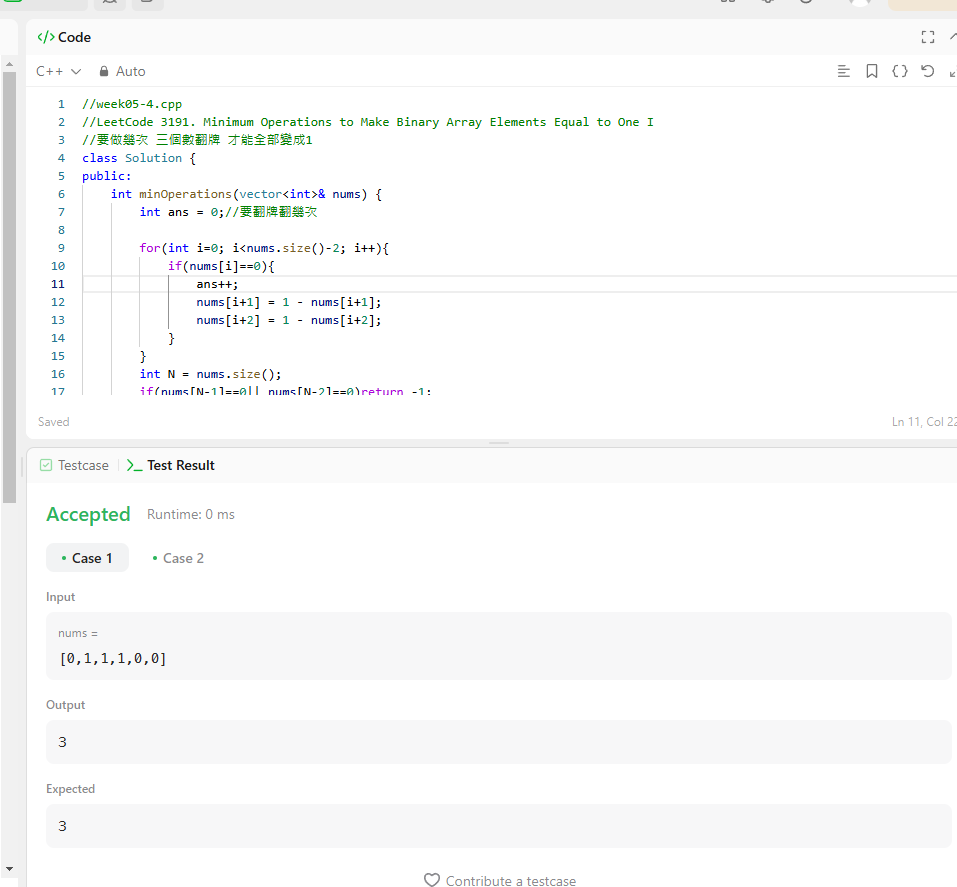 </> Code
C++ Auto
1 //week05-4.cpp
2 //LeetCode 3191. Minimum Operations to Make Binary Array Elements Equal to One I
3 //要做幾次 三個數翻牌 才能全部變成1
4 class Solution {
5 public:
6 int minOperations(vector<int>& nums) {
7 int ans = 0;//要翻牌翻幾次
8
9 for(int i=0; i<nums.size()-2; i++){
10 if(nums[i]==0){
11 ans++;
12 nums[i+1] = 1 - nums[i+1];
13 nums[i+2] = 1 - nums[i+2];
14 }
15 }
16 int N = nums.size();
17 if(nums[N-1]==0|| nums[N-2]==0)return -1;
Saved Ln 11, Col 22
Testcase Test Result
Accepted Runtime: 0 ms
Case 1 Case 2
Input
nums =
[0,1,1,1,0,0]
Output
3
Expected
3
Contribute a testcase